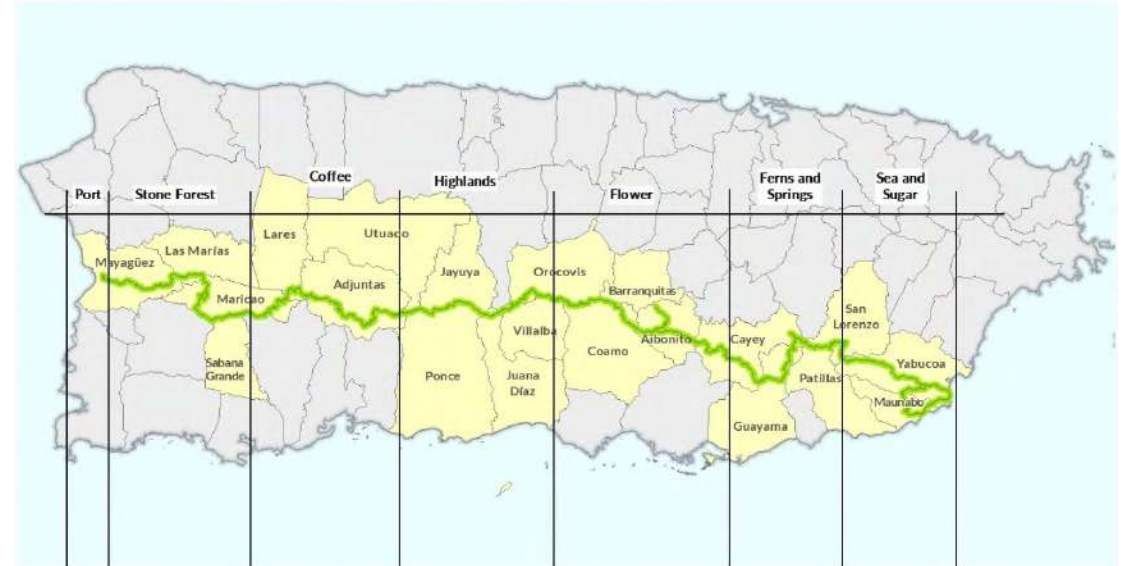 Port
Stone Forest
Coffee
Highlands
Flower
Ferns and
Springs
Sea and
Sugar
Mayagüez
Las Marías
Maricao
Sabana
Grande
Lares
Utuado
Adjuntas
Jayuya
Ponce
Orocovis
Villalba
Juana
Díaz
Barranquitas
Coamo
Aibonito
Cayey
Guayama
Patillas
San
Lorenzo
Yabucoa
Maunabo